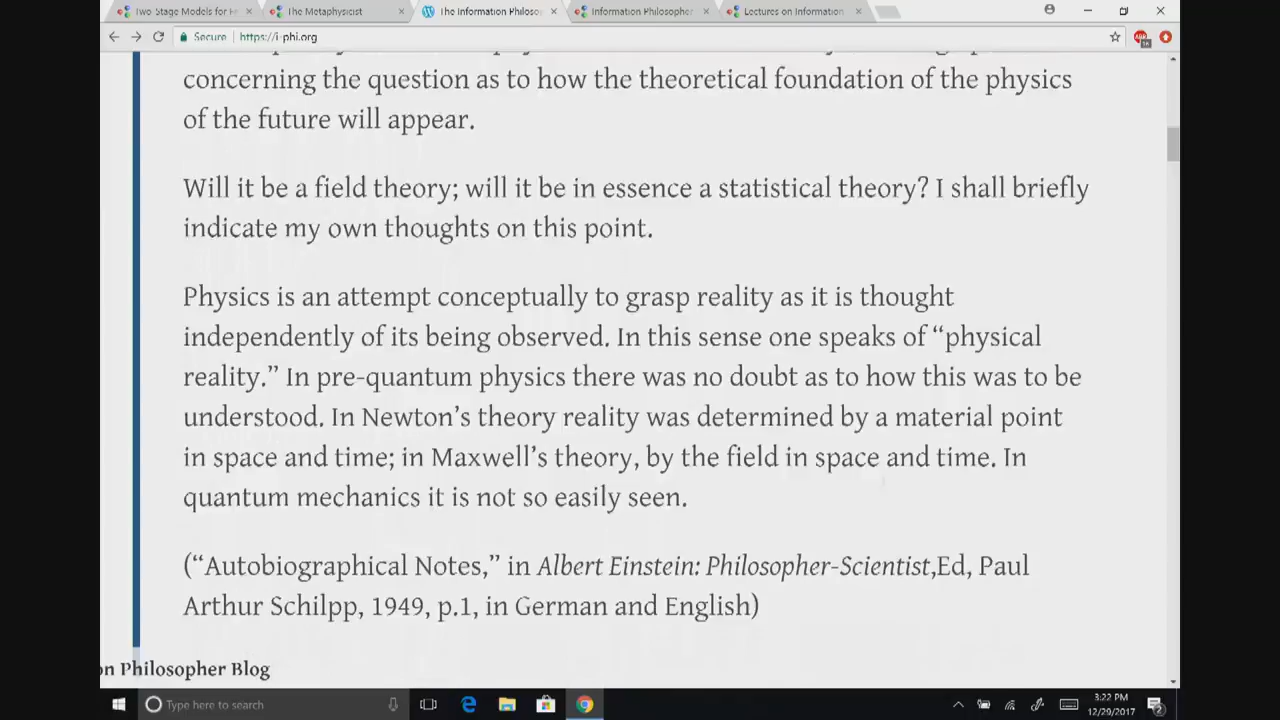 Two-Stage Models for
The Metaphysicist
The Information Philoso
Information Philosopher
Lectures on Information
Secure
https://i-phi.org
concerning the question as to how the theoretical foundation of the physics
of the future will appear.
Will it be a field theory; will it be in essence a statistical theory? I shall briefly
indicate my own thoughts on this point.
Physics is an attempt conceptually to grasp reality as it is thought
independently of its being observed. In this sense one speaks of “physical
reality.” In pre-quantum physics there was no doubt as to how this was to be
understood. In Newton’s theory reality was determined by a material point
in space and time; in Maxwell’s theory, by the field in space and time. In
quantum mechanics it is not so easily seen.
(“Autobiographical Notes,” in Albert Einstein: Philosopher-Scientist,Ed, Paul
Arthur Schilpp, 1949, p.1, in German and English)
on Philosopher Blog
Type here to search
3:22 PM
12/29/2017
2